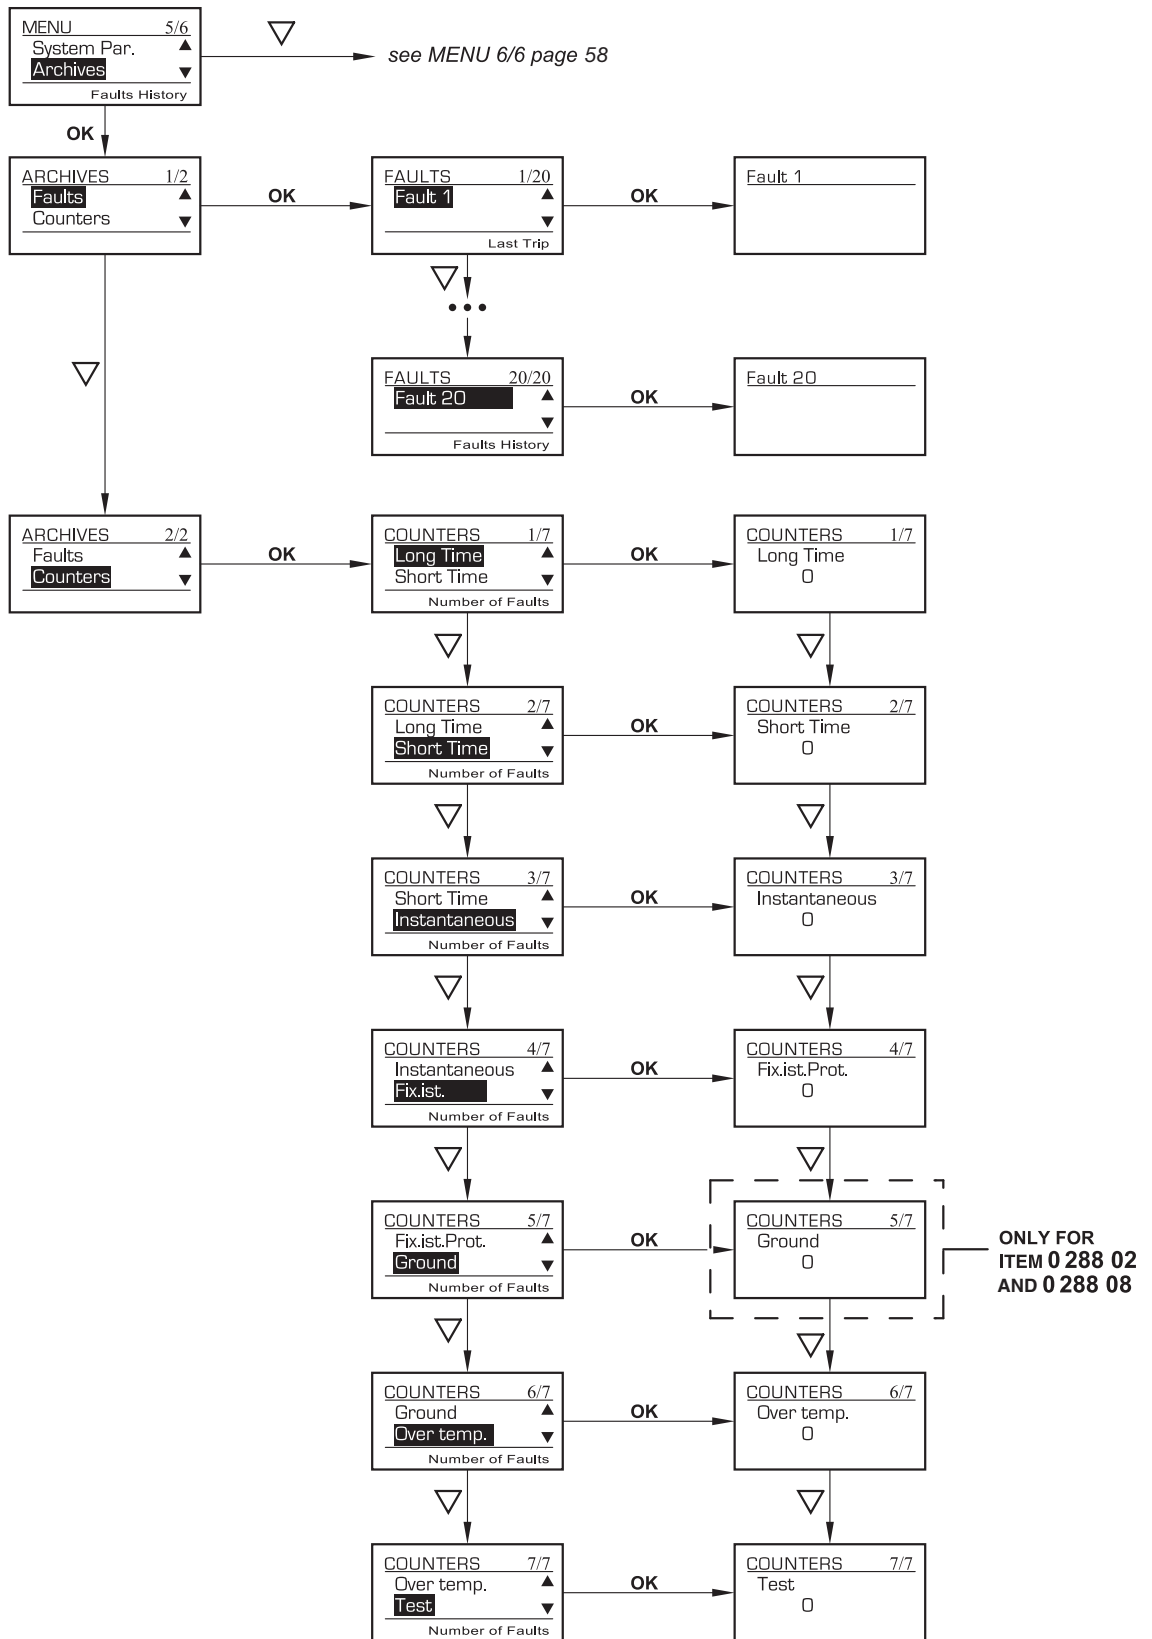 MENU 5/6
System Par.
Archives
Faults History
see MENU 6/6 page 58
OK
ARCHIVES 1/2
Faults
Counters
OK
FAULTS 1/20
Fault 1
Last Trip
OK
Fault 1
FAULTS 20/20
Fault 20
Faults History
OK
Fault 20
ARCHIVES 2/2
Faults
Counters
OK
COUNTERS 1/7
Long Time
Short Time
Number of Faults
OK
COUNTERS 1/7
Long Time
0
COUNTERS 2/7
Long Time
Short Time
Number of Faults
OK
COUNTERS 2/7
Short Time
0
COUNTERS 3/7
Short Time
Instantaneous
Number of Faults
OK
COUNTERS 3/7
Instantaneous
0
COUNTERS 4/7
Instantaneous
Fix.ist.
Number of Faults
OK
COUNTERS 4/7
Fix.ist.Prot.
0
COUNTERS 5/7
Fix.ist.Prot.
Ground
Number of Faults
OK
COUNTERS 5/7
Ground
0
ONLY FOR
ITEM 0 288 02
AND 0 288 08
COUNTERS 6/7
Ground
Over temp.
Number of Faults
OK
COUNTERS 6/7
Over temp.
0
COUNTERS 7/7
Over temp.
Test
Number of Faults
OK
COUNTERS 7/7
Test
0